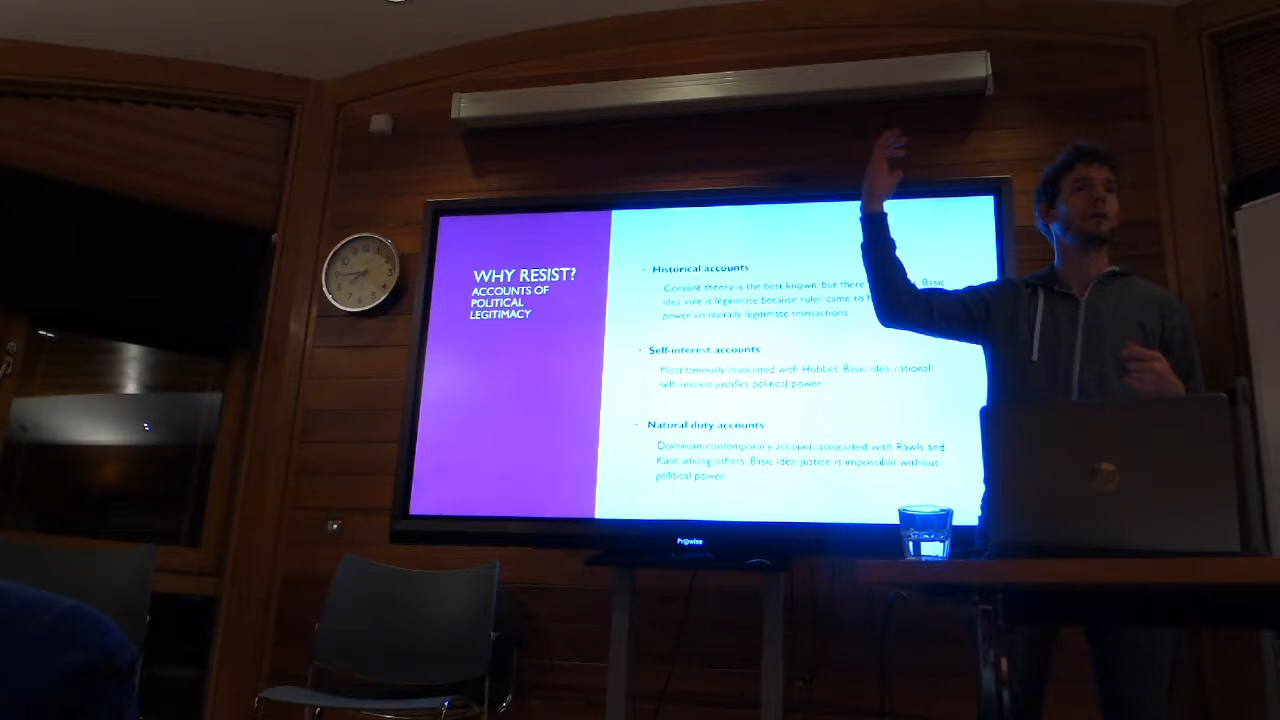 WHY RESIST?
ACCOUNTS OF
POLITICAL
LEGITIMACY
Historical accounts
Consent theory is the best known, but there Basic
idea rule is legitimate because ruler came to
power via morally legitimate transactions
Self-interest accounts
Most famously associated with Hobbes. Basic idea: rational
self-interest justifies political power
Natural duty accounts
Dominant contemporary account, associated with Rawls and
Kant among others. Basic idea: justice is impossible without
political power
Prowise
hp